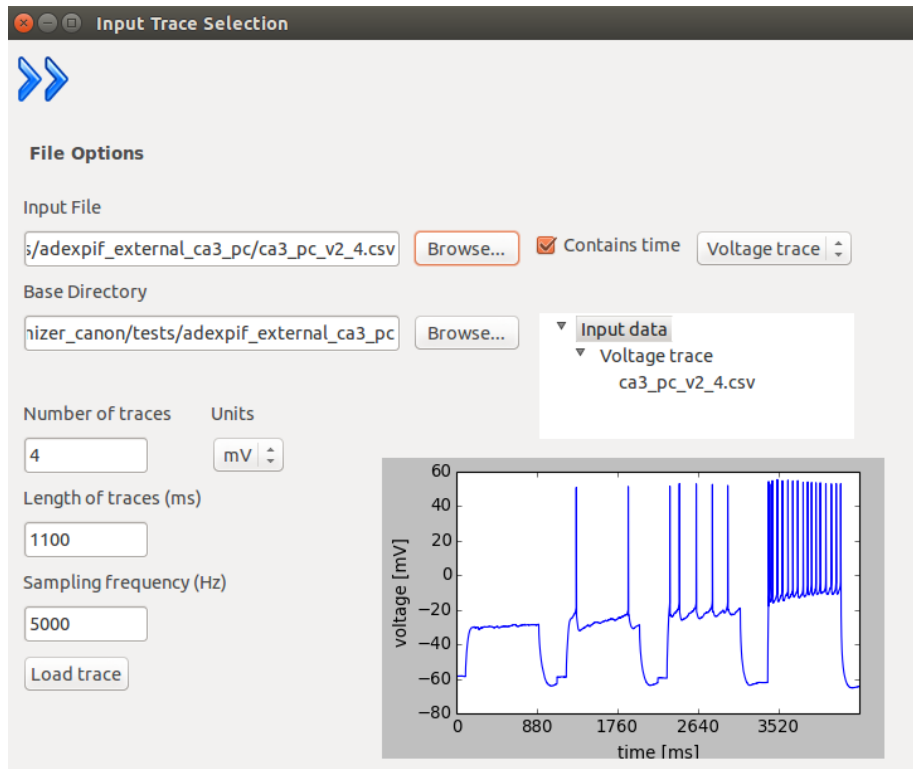 Input Trace Selection
File Options
Input File
s/adexpif_external_ca3_pc/ca3_pc_v2_4.csv Browse... Contains time Voltage trace
Base Directory
nizer_canon/tests/adexpif_external_ca3_pc Browse...
Input data
Voltage trace
ca3_pc_v2_4.csv
Number of traces Units
4 mV
Length of traces (ms)
1100
Sampling frequency (Hz)
5000
Load trace
60
40
20
0
−20
−40
−60
−80
voltage [mV]
0 880 1760 2640 3520
time [ms]